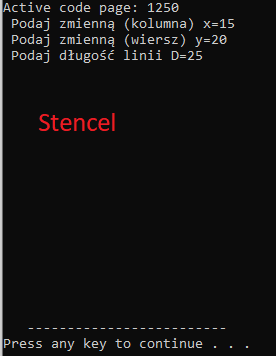 Active code page: 1250
Podaj zmienną (kolumna) x=15
Podaj zmienną (wiersz) y=20
Podaj długość linii D=25
Stencel
-------------------------
Press any key to continue . . .